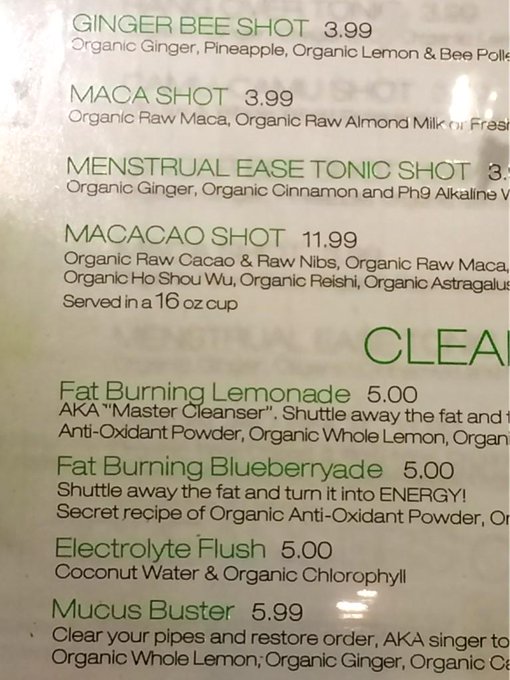 GINGER BEE SHOT 3.99
Organic Ginger, Pineapple, Organic Lemon & Bee Polle
MACA SHOT 3.99
Organic Raw Maca, Organic Raw Almond Milk or Fresh
MENSTRUAL EASE TONIC SHOT 3.
Organic Ginger, Organic Cinnamon and Ph9 Alkaline W
MACACAO SHOT 11.99
Organic Raw Cacao & Raw Nibs, Organic Raw Maca,
Organic Ho Shou Wu, Organic Reishi, Organic Astragalus
Served in a 16 oz cup
CLEA
Fat Burning Lemonade 5.00
AKA "Master Cleanser". Shuttle away the fat and t
Anti-Oxidant Powder, Organic Whole Lemon, Organ
Fat Burning Blueberryade 5.00
Shuttle away the fat and turn it into ENERGY!
Secret recipe of Organic Anti-Oxidant Powder, Or
Electrolyte Flush 5.00
Coconut Water & Organic Chlorophyll
Mucus Buster 5.99
Clear your pipes and restore order, AKA singer to
Organic Whole Lemon, Organic Ginger, Organic Ca